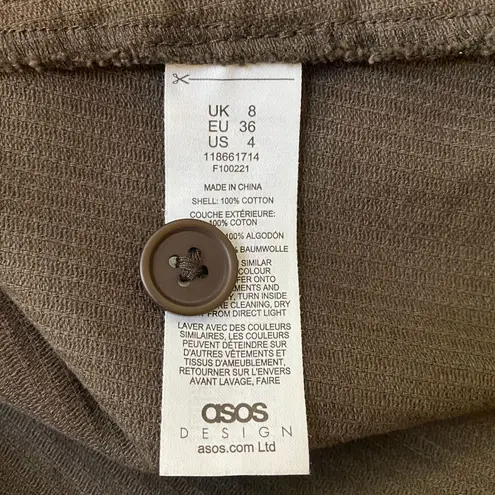 UK 8
EU 36
US 4
118661714
F100221
MADE IN CHINA
SHELL: 100% COTTON
COUCHE EXTÉRIEURE:
100% COTON
100% ALGODÓN
% BAUMWOLLE
SIMILAR
COLOUR
ONTO
AND
TURN INSIDE
CLEANING, DRY
FROM DIRECT LIGHT
LAVER AVEC DES COULEURS
SIMILAIRES, LES COULEURS
PEUVENT DÉTEINDRE SUR
D'AUTRES VÊTEMENTS ET
TISSUS D'AMEUBLEMENT,
RETOURNER SUR L'ENVERS
AVANT LAVAGE, FAIRE
asos
DESIGN
asos.com Ltd